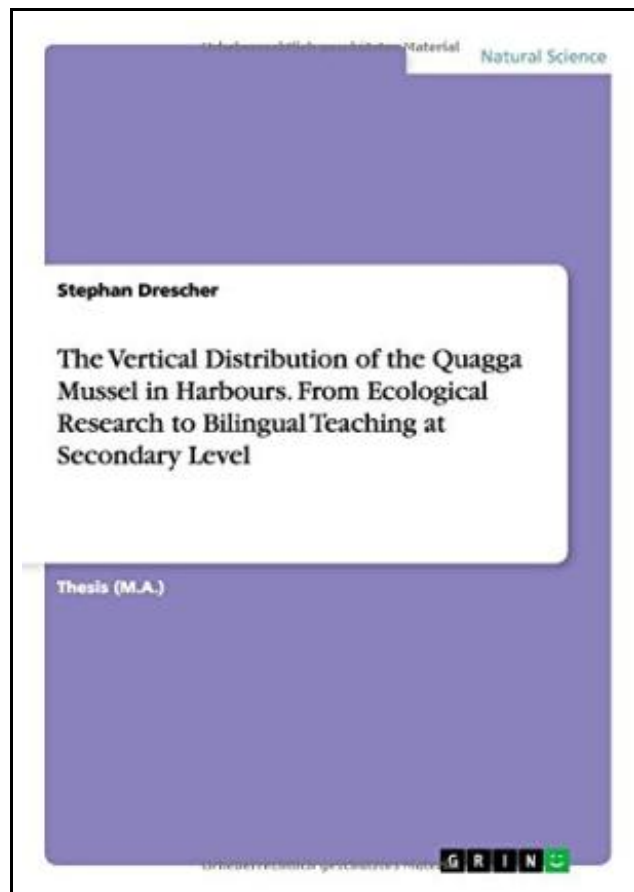 Material
Natural Science
Stephan Drescher
The Vertical Distribution of the Quagga
Mussel in Harbours. From Ecological
Research to Bilingual Teaching at
Secondary Level
Thesis (M.A.)
GRIN